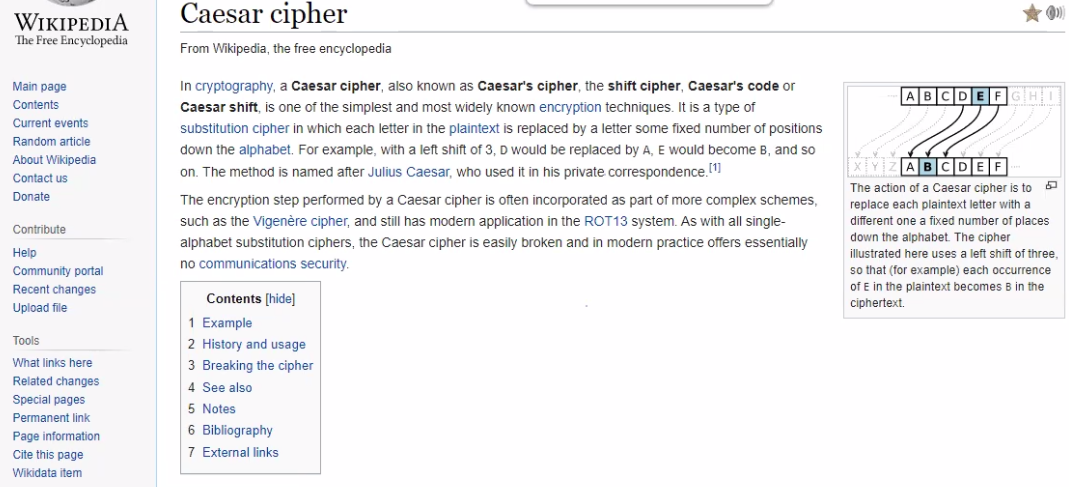 WIKIPEDIA
The Free Encyclopedia
Main page
Contents
Current events
Random article
About Wikipedia
Contact us
Donate
Contribute
Help
Community portal
Recent changes
Upload file
Tools
What links here
Related changes
Special pages
Permanent link
Page information
Cite this page
Wikidata item
Caesar cipher
From Wikipedia, the free encyclopedia
In cryptography, a Caesar cipher, also known as Caesar's cipher, the shift cipher, Caesar's code or
Caesar shift, is one of the simplest and most widely known encryption techniques. It is a type of
substitution cipher in which each letter in the plaintext is replaced by a letter some fixed number of positions
down the alphabet. For example, with a left shift of 3, D would be replaced by A, E would become B, and so
on. The method is named after Julius Caesar, who used it in his private correspondence.[1]
The encryption step performed by a Caesar cipher is often incorporated as part of more complex schemes,
such as the Vigenère cipher, and still has modern application in the ROT13 system. As with all single-
alphabet substitution ciphers, the Caesar cipher is easily broken and in modern practice offers essentially
no communications security.
Contents [hide]
1 Example
2 History and usage
3 Breaking the cipher
4 See also
5 Notes
6 Bibliography
7 External links
A B C D E F G H I
X Y Z A B C D E F
The action of a Caesar cipher is to
replace each plaintext letter with a
different one a fixed number of places
down the alphabet. The cipher
illustrated here uses a left shift of three,
so that (for example) each occurrence
of E in the plaintext becomes B in the
ciphertext.